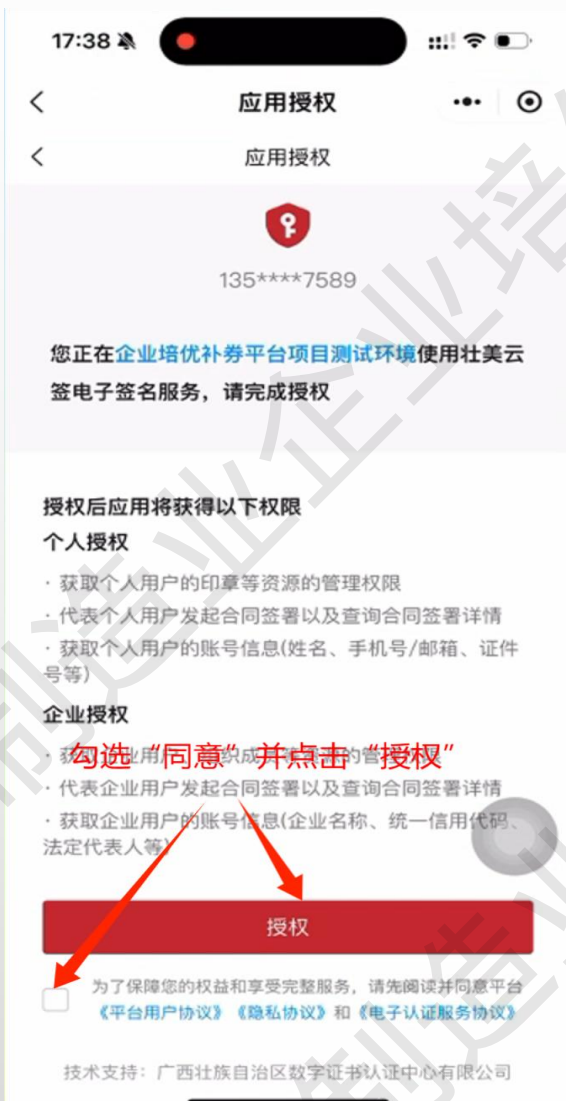 17:38
应用授权
应用授权
135****7589
您正在企业培优补券平台项目测试环境使用壮美云
签电子签名服务，请完成授权
授权后应用将获得以下权限
个人授权
· 获取个人用户的印章等资源的管理权限
· 代表个人用户发起合同签署以及查询合同签署详情
· 获取个人用户的账号信息(姓名、手机号/邮箱、证件
号等)
企业授权
勾选“同意”并点击“授权”
· 代表企业用户发起合同签署以及查询合同签署详情
· 获取企业用户的账号信息(企业名称、统一信用代码、
法定代表人等)
授权
为了保障您的权益和享受完整服务，请先阅读并同意平台
《平台用户协议》《隐私协议》和《电子认证服务协议》
技术支持：广西壮族自治区数字证书认证中心有限公司
制造业企业培
制造业